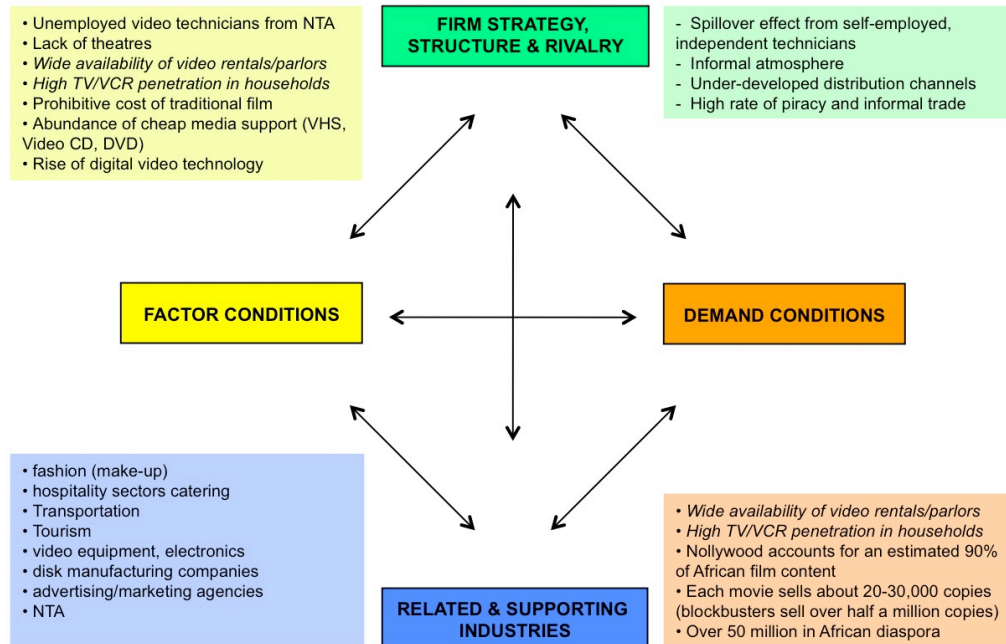 • Unemployed video technicians from NTA
• Lack of theatres
• Wide availability of video rentals/parlors
• High TV/VCR penetration in households
• Prohibitive cost of traditional film
• Abundance of cheap media support (VHS,
Video CD, DVD)
• Rise of digital video technology
FIRM STRATEGY,
STRUCTURE & RIVALRY
- Spillover effect from self-employed,
independent technicians
- Informal atmosphere
- Under-developed distribution channels
- High rate of piracy and informal trade
FACTOR CONDITIONS
DEMAND CONDITIONS
• fashion (make-up)
• hospitality sectors catering
• Transportation
• Tourism
• video equipment, electronics
• disk manufacturing companies
• advertising/marketing agencies
• NTA
RELATED & SUPPORTING
INDUSTRIES
• Wide availability of video rentals/parlors
• High TV/VCR penetration in households
• Nollywood accounts for an estimated 90%
of African film content
• Each movie sells about 20-30,000 copies
(blockbusters sell over half a million copies)
• Over 50 million in African diaspora